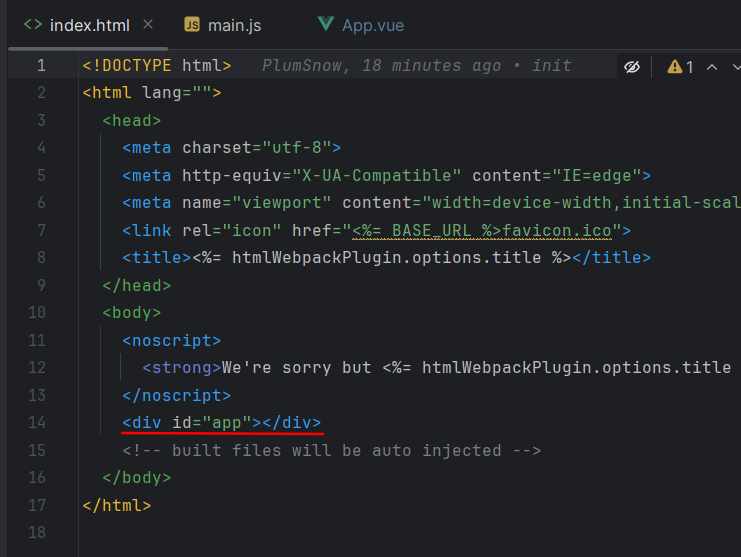 index.html
main.js
App.vue
1 <!DOCTYPE html> PlumSnow, 18 minutes ago • init 1
2 <html lang="">
3 <head>
4 <meta charset="utf-8">
5 <meta http-equiv="X-UA-Compatible" content="IE=edge">
6 <meta name="viewport" content="width=device-width,initial-scal
7 <link rel="icon" href="<%= BASE_URL %>favicon.ico">
8 <title><%= htmlWebpackPlugin.options.title %></title>
9 </head>
10 <body>
11 <noscript>
12 <strong>We're sorry but <%= htmlWebpackPlugin.options.title
13 </noscript>
14 <div id="app"></div>
15 <!-- built files will be auto injected -->
16 </body>
17 </html>
18